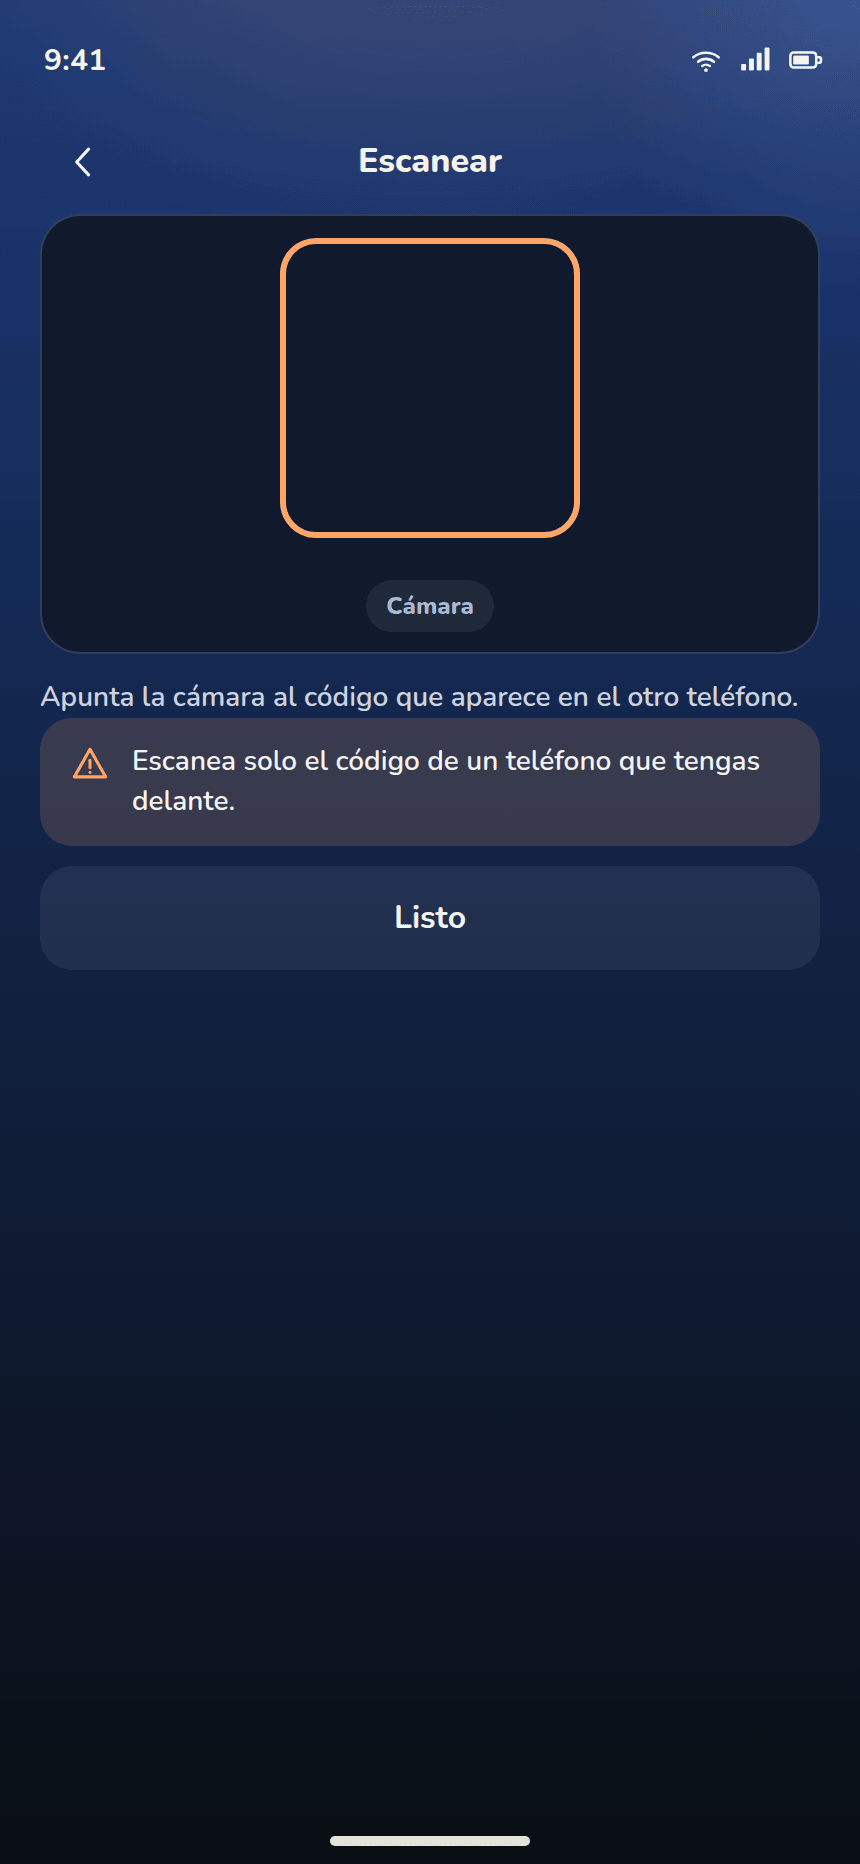 9:41
Escanear
Cámara
Apunta la cámara al código que aparece en el otro teléfono.
Escanea solo el código de un teléfono que tengas
delante.
Listo